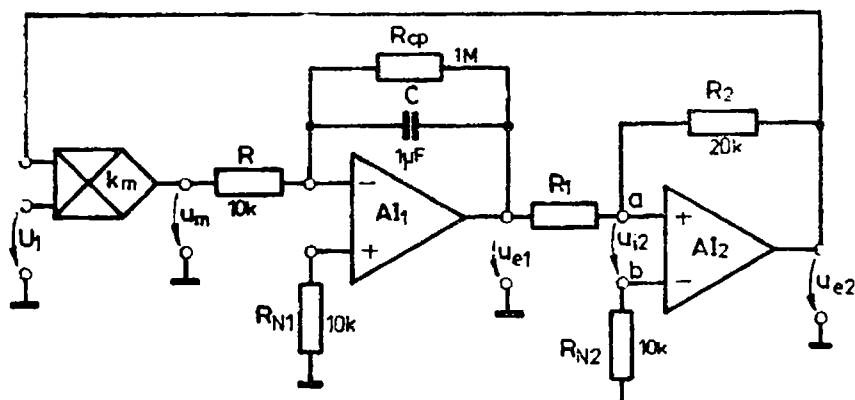 Rcp
1M
C
1µF
R2
20k
km
R
10k
R1
a
-
AI1
+
+
AI2
-
U1
um
ue1
ui2
b
ue2
RN1
10k
RN2
10k